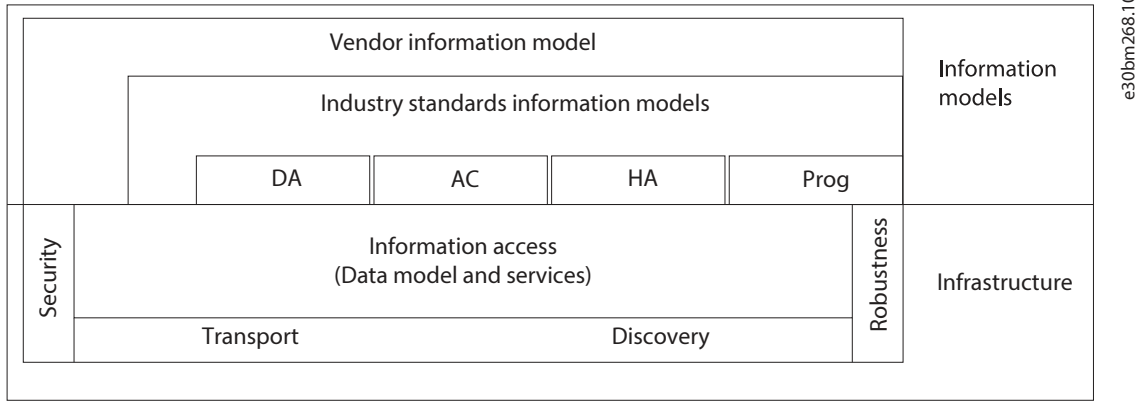 Vendor information model
Information
models
Industry standards information models
DA
AC
HA
Prog
Security
Information access
(Data model and services)
Robustness
Infrastructure
Transport
Discovery